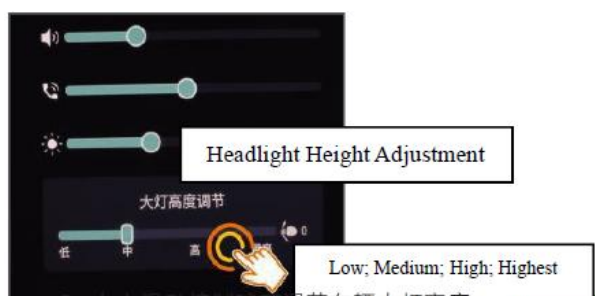 Headlight Height Adjustment
大灯高度调节
0
低 中 高
Low; Medium; High; Highest